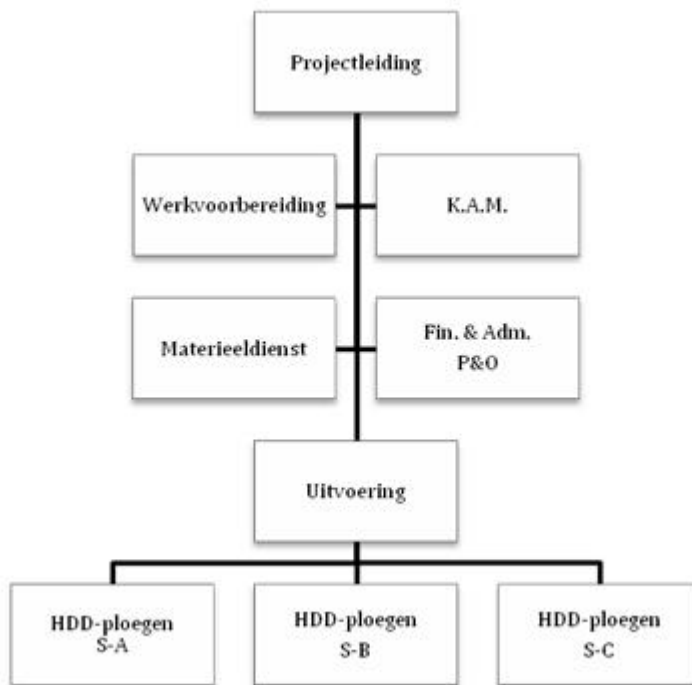 Projectleiding
Werkvoorbereiding
K.A.M.
Materieeldienst
Fin. & Adm.
P&O
Uitvoering
HDD-ploegen
S-A
HDD-ploegen
S-B
HDD-ploegen
S-C